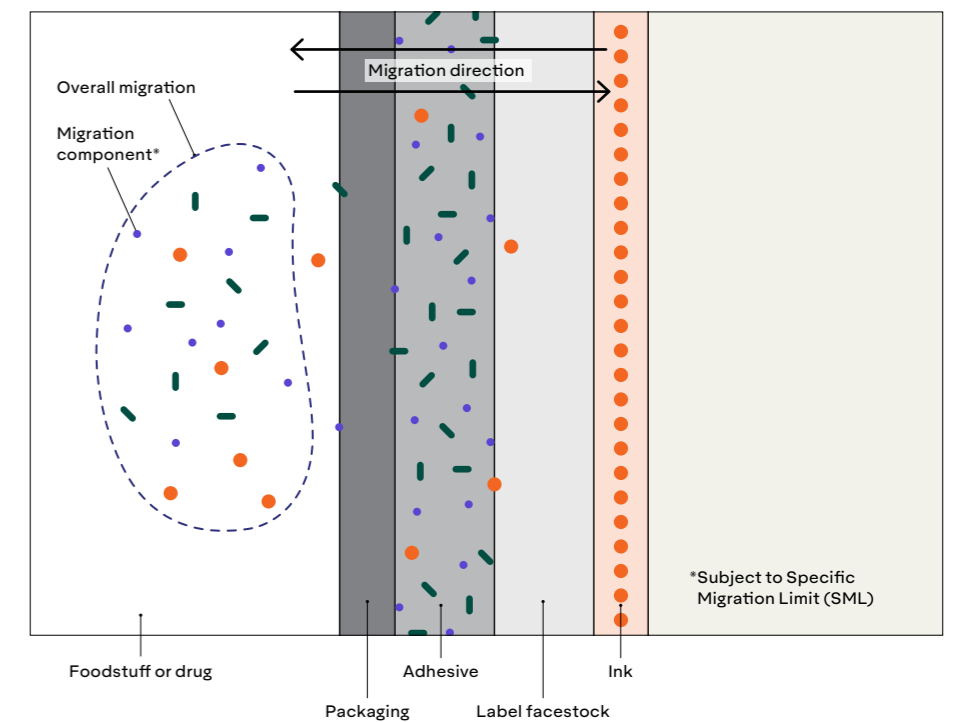 Migration direction
Overall migration
Migration
component*
*Subject to Specific
Migration Limit (SML)
Foodstuff or drug
Adhesive
Ink
Packaging
Label facestock